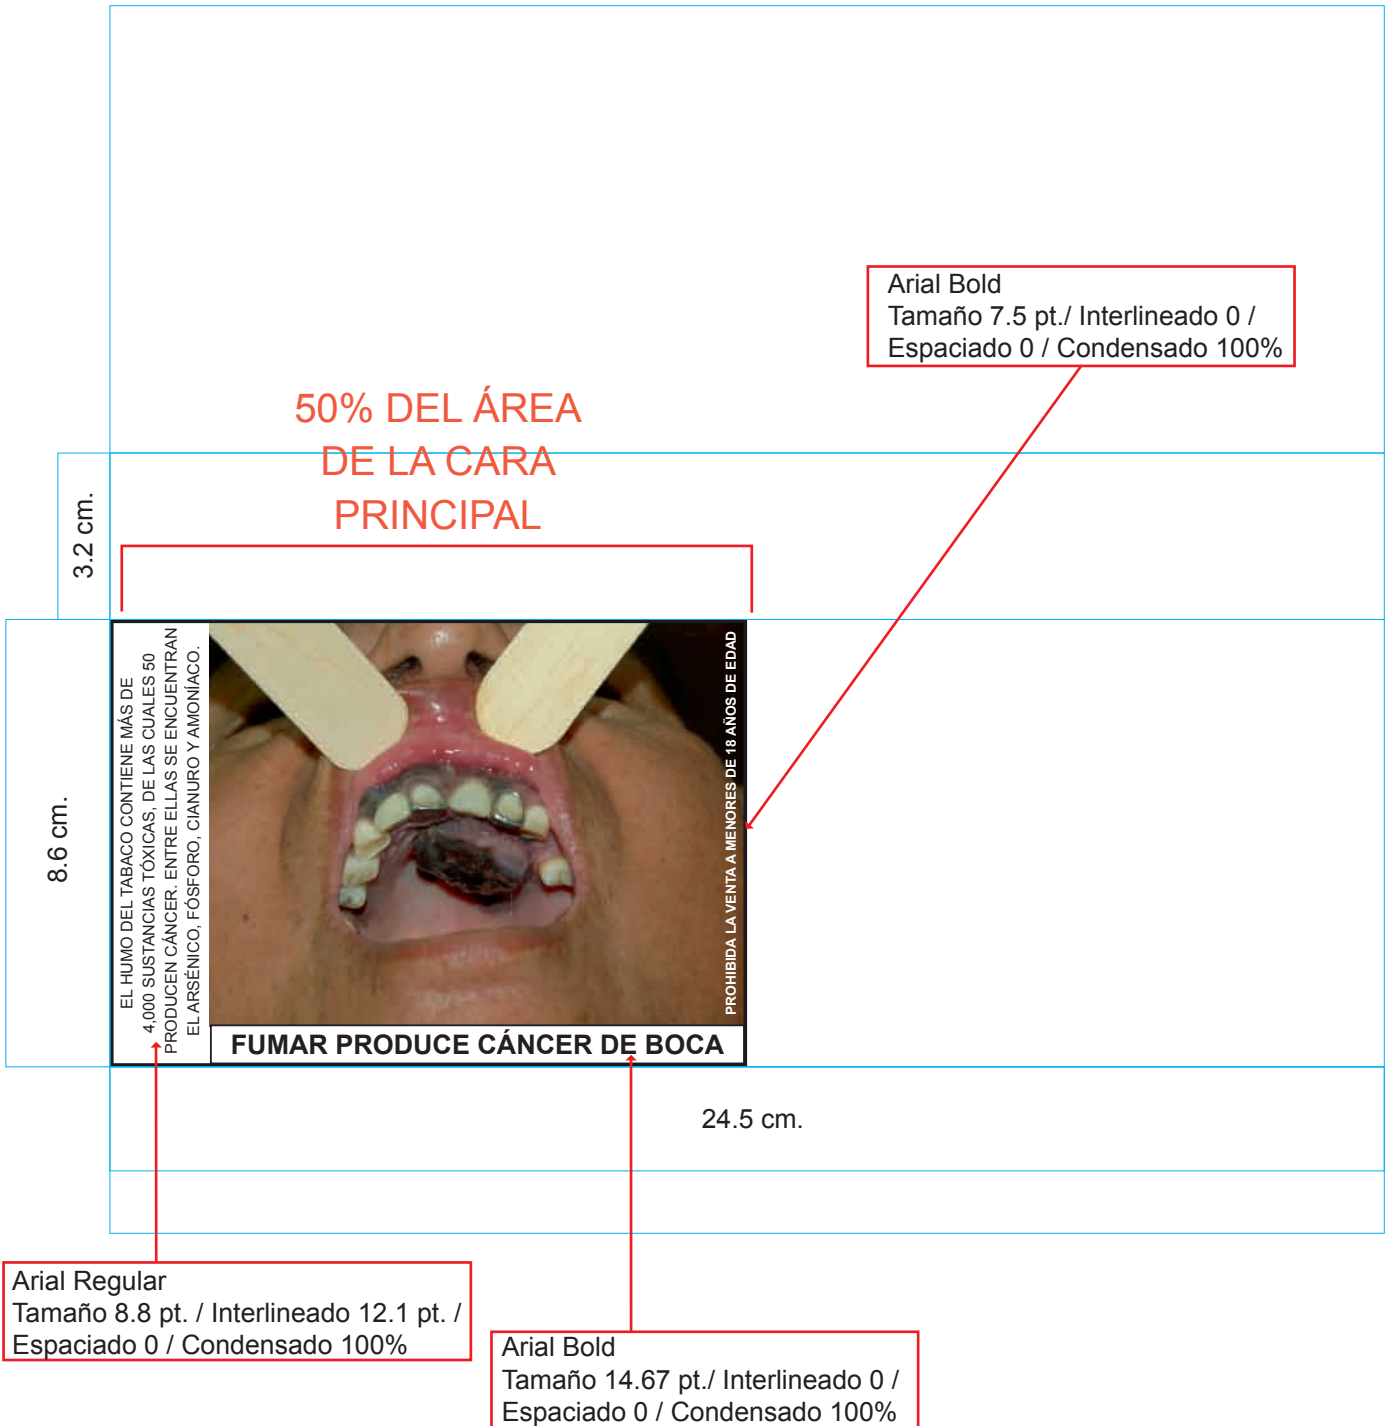 Arial Bold
Tamaño 7.5 pt./ Interlineado 0 /
Espaciado 0 / Condensado 100%
50% DEL ÁREA
DE LA CARA
PRINCIPAL
3.2 cm.
8.6 cm.
EL HUMO DEL TABACO CONTIENE MÁS DE
4,000 SUSTANCIAS TÓXICAS, DE LAS CUALES 50
PRODUCEN CÁNCER. ENTRE ELLAS SE ENCUENTRAN
EL ARSÉNICO, FÓSFORO, CIANURO Y AMONÍACO.
PROHIBIDA LA VENTA A MENORES DE 18 AÑOS DE EDAD
FUMAR PRODUCE CÁNCER DE BOCA
24.5 cm.
Arial Regular
Tamaño 8.8 pt. / Interlineado 12.1 pt. /
Espaciado 0 / Condensado 100%
Arial Bold
Tamaño 14.67 pt./ Interlineado 0 /
Espaciado 0 / Condensado 100%